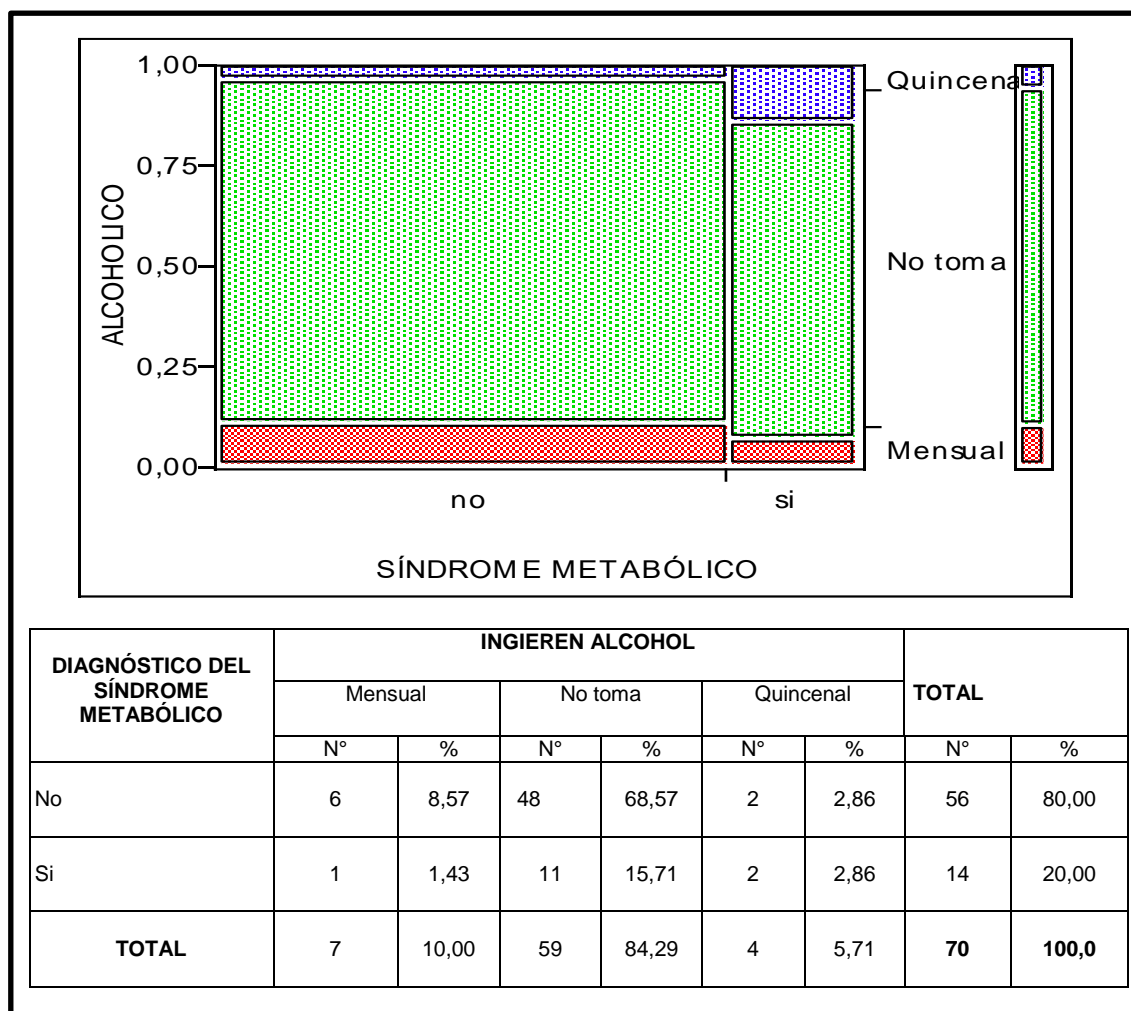 1,00
Quincena
0,75
ALCOHOLICO
0,50
No toma
0,25
0,00
Mensual
no
si
SÍNDROME METABÓLICO
DIAGNÓSTICO DEL SÍNDROME METABÓLICO
INGIEREN ALCOHOL
TOTAL
Mensual No toma Quincenal
N° % N° % N° % N° %
No 6 8,57 48 68,57 2 2,86 56 80,00
Si 1 1,43 11 15,71 2 2,86 14 20,00
TOTAL 7 10,00 59 84,29 4 5,71 70 100,0